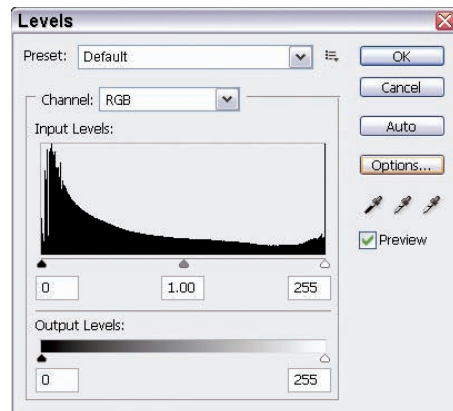 Levels
Preset: Default
OK
Cancel
Auto
Options...
Preview
Channel: RGB
Input Levels:
0 1.00 255
Output Levels:
0 255